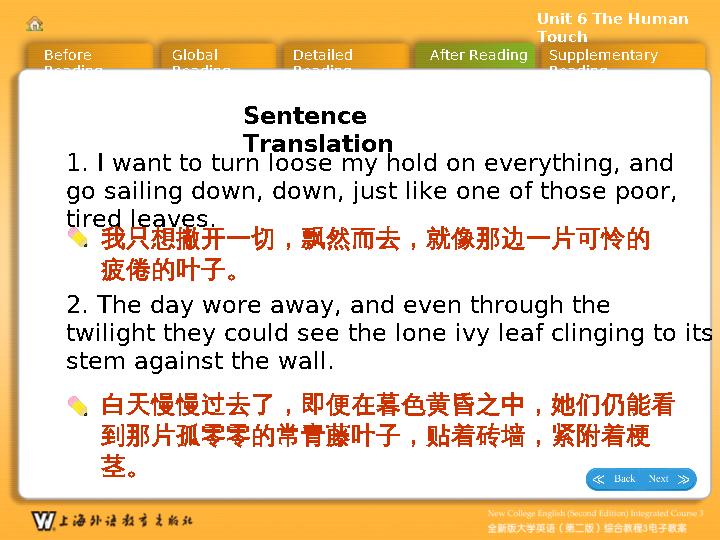 Unit 6 The Human
Touch
Before
Reading
Global
Reading
Detailed
Reading
After Reading
Supplementary
Reading
Sentence
Translation
1. I want to turn loose my hold on everything, and
go sailing down, down, just like one of those poor,
tired leaves.
我只想撇开一切，飘然而去，就像那边一片可怜的
疲倦的叶子。
2. The day wore away, and even through the
twilight they could see the lone ivy leaf clinging to its
stem against the wall.
白天慢慢过去了，即便在暮色黄昏之中，她们仍能看
到那片孤零零的常青藤叶子，贴着砖墙，紧附着梗
茎。
Back Next
W 上海外语教育出版社
New College English (Second Edition) Integrated Course 3
全新版大学英语（第二版）综合教程3电子教案